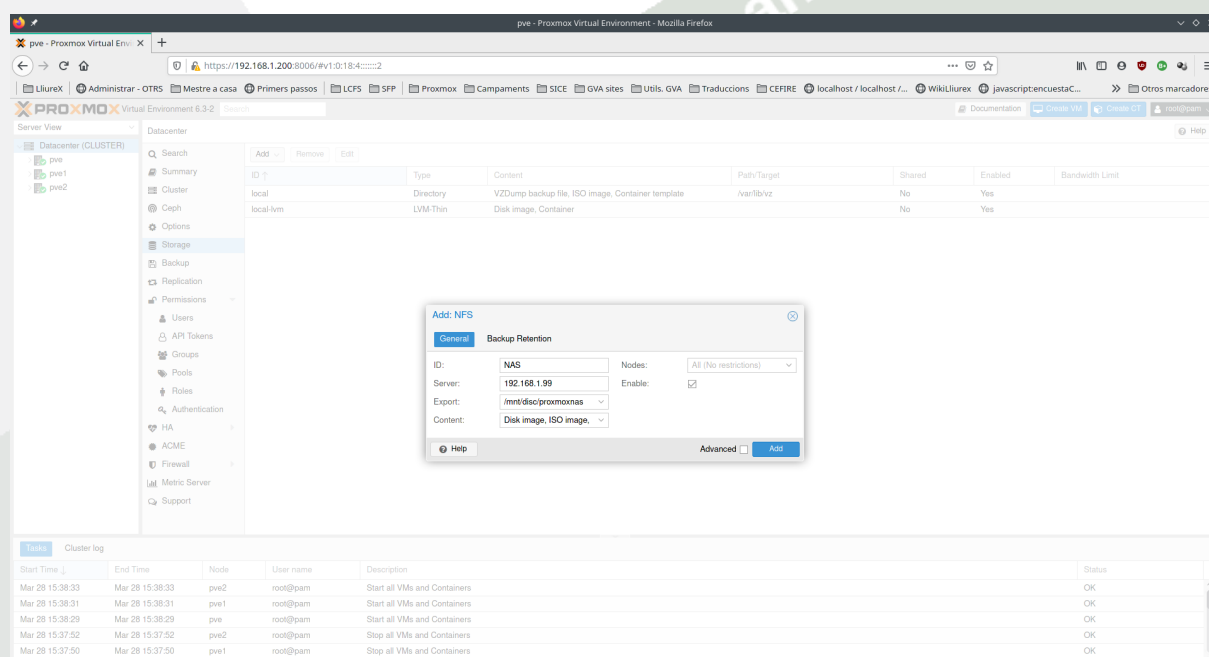 pve - Proxmox Virtual Environment - Mozilla Firefox
pve - Proxmox Virtual Envi
https://192.168.1.200:8006/#v1:0:18:4:::::::2
LliureX Administrar - OTRS Mestre a casa Primers passos LCFS SFP Proxmox Campaments SICE GVA sites Utils. GVA Traduccions CEFIRE localhost / localhost /... WikiLliurex javascript:encuestaC... Otros marcadores
PROXMOX Virtual Environment 6.3-2 Search Documentation Create VM Create CT root@pam
Server View
Datacenter
Help
Datacenter (CLUSTER)
pve
pve1
pve2
Search
Summary
Cluster
Ceph
Options
Storage
Backup
Replication
Permissions
Users
API Tokens
Groups
Pools
Roles
Authentication
HA
ACME
Firewall
Metric Server
Support
Add Remove Edit
ID Type Content Path/Target Shared Enabled Bandwidth Limit
local Directory VZDump backup file, ISO image, Container template /var/lib/vz No Yes
local-lvm LVM-Thin Disk image, Container No Yes
Add: NFS
General Backup Retention
ID: NAS Nodes: All (No restrictions)
Server: 192.168.1.99 Enable:
Export: /mnt/disc/proxmoxnas
Content: Disk image, ISO image,
Help Advanced Add
Tasks Cluster log
Start Time End Time Node User name Description Status
Mar 28 15:38:33 Mar 28 15:38:33 pve2 root@pam Start all VMs and Containers OK
Mar 28 15:38:31 Mar 28 15:38:31 pve1 root@pam Start all VMs and Containers OK
Mar 28 15:38:29 Mar 28 15:38:29 pve root@pam Start all VMs and Containers OK
Mar 28 15:37:52 Mar 28 15:37:52 pve2 root@pam Stop all VMs and Containers OK
Mar 28 15:37:50 Mar 28 15:37:50 pve1 root@pam Stop all VMs and Containers OK